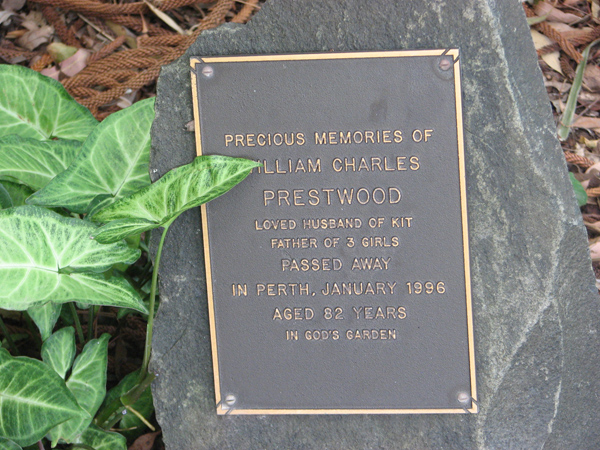 PRECIOUS MEMORIES OF
ILLIAM CHARLES
PRESTWOOD
LOVED HUSBAND OF KIT
FATHER OF 3 GIRLS
PASSED AWAY
IN PERTH, JANUARY 1996
AGED 82 YEARS
IN GOD'S GARDEN